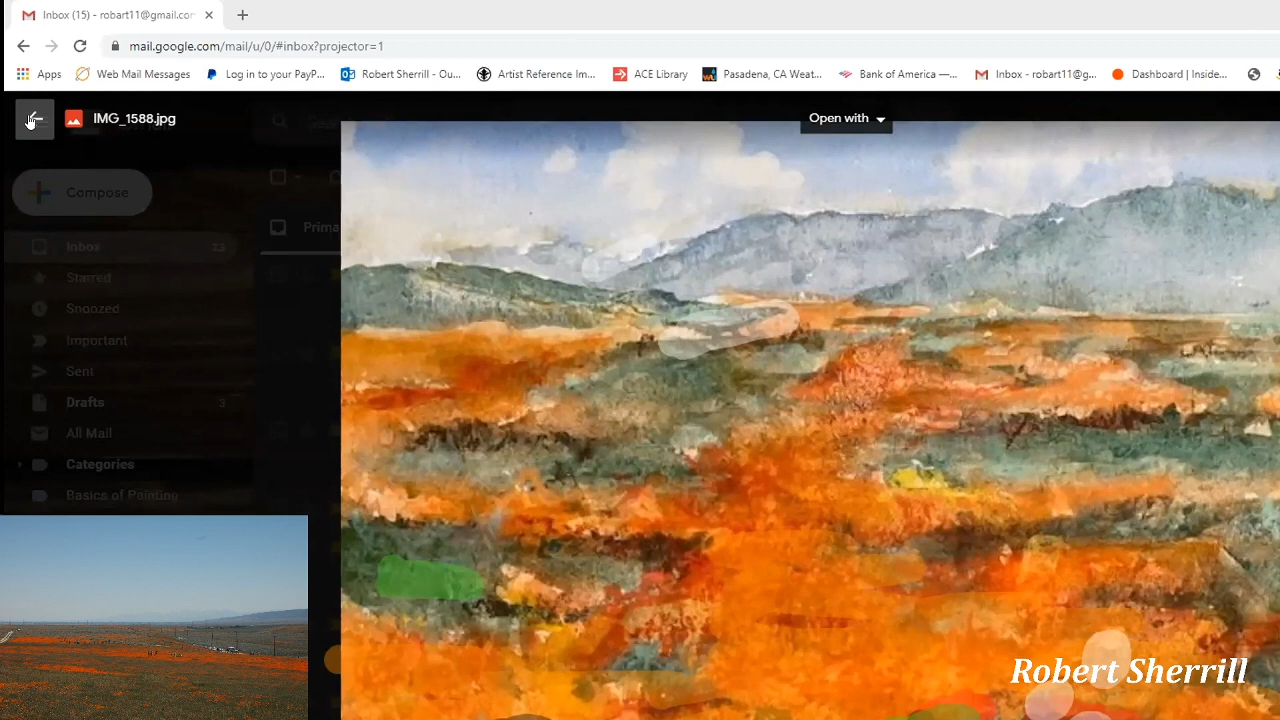 Inbox (15) - robart11@gmail.cor
mail.google.com/mail/u/0/#inbox?projector=1
Apps Web Mail Messages Log in to your PayP... Robert Sherrill - Ou... Artist Reference Im... ACE Library Pasadena, CA Weat... Bank of America —... Inbox - robart11@g... Dashboard | Inside...
IMG_1588.jpg Open with
Compose
Inbox 23
Prima
Starred
Snoozed
Important
Sent
Drafts 3
All Mail
Categories
Basics of Painting
Robert Sherrill